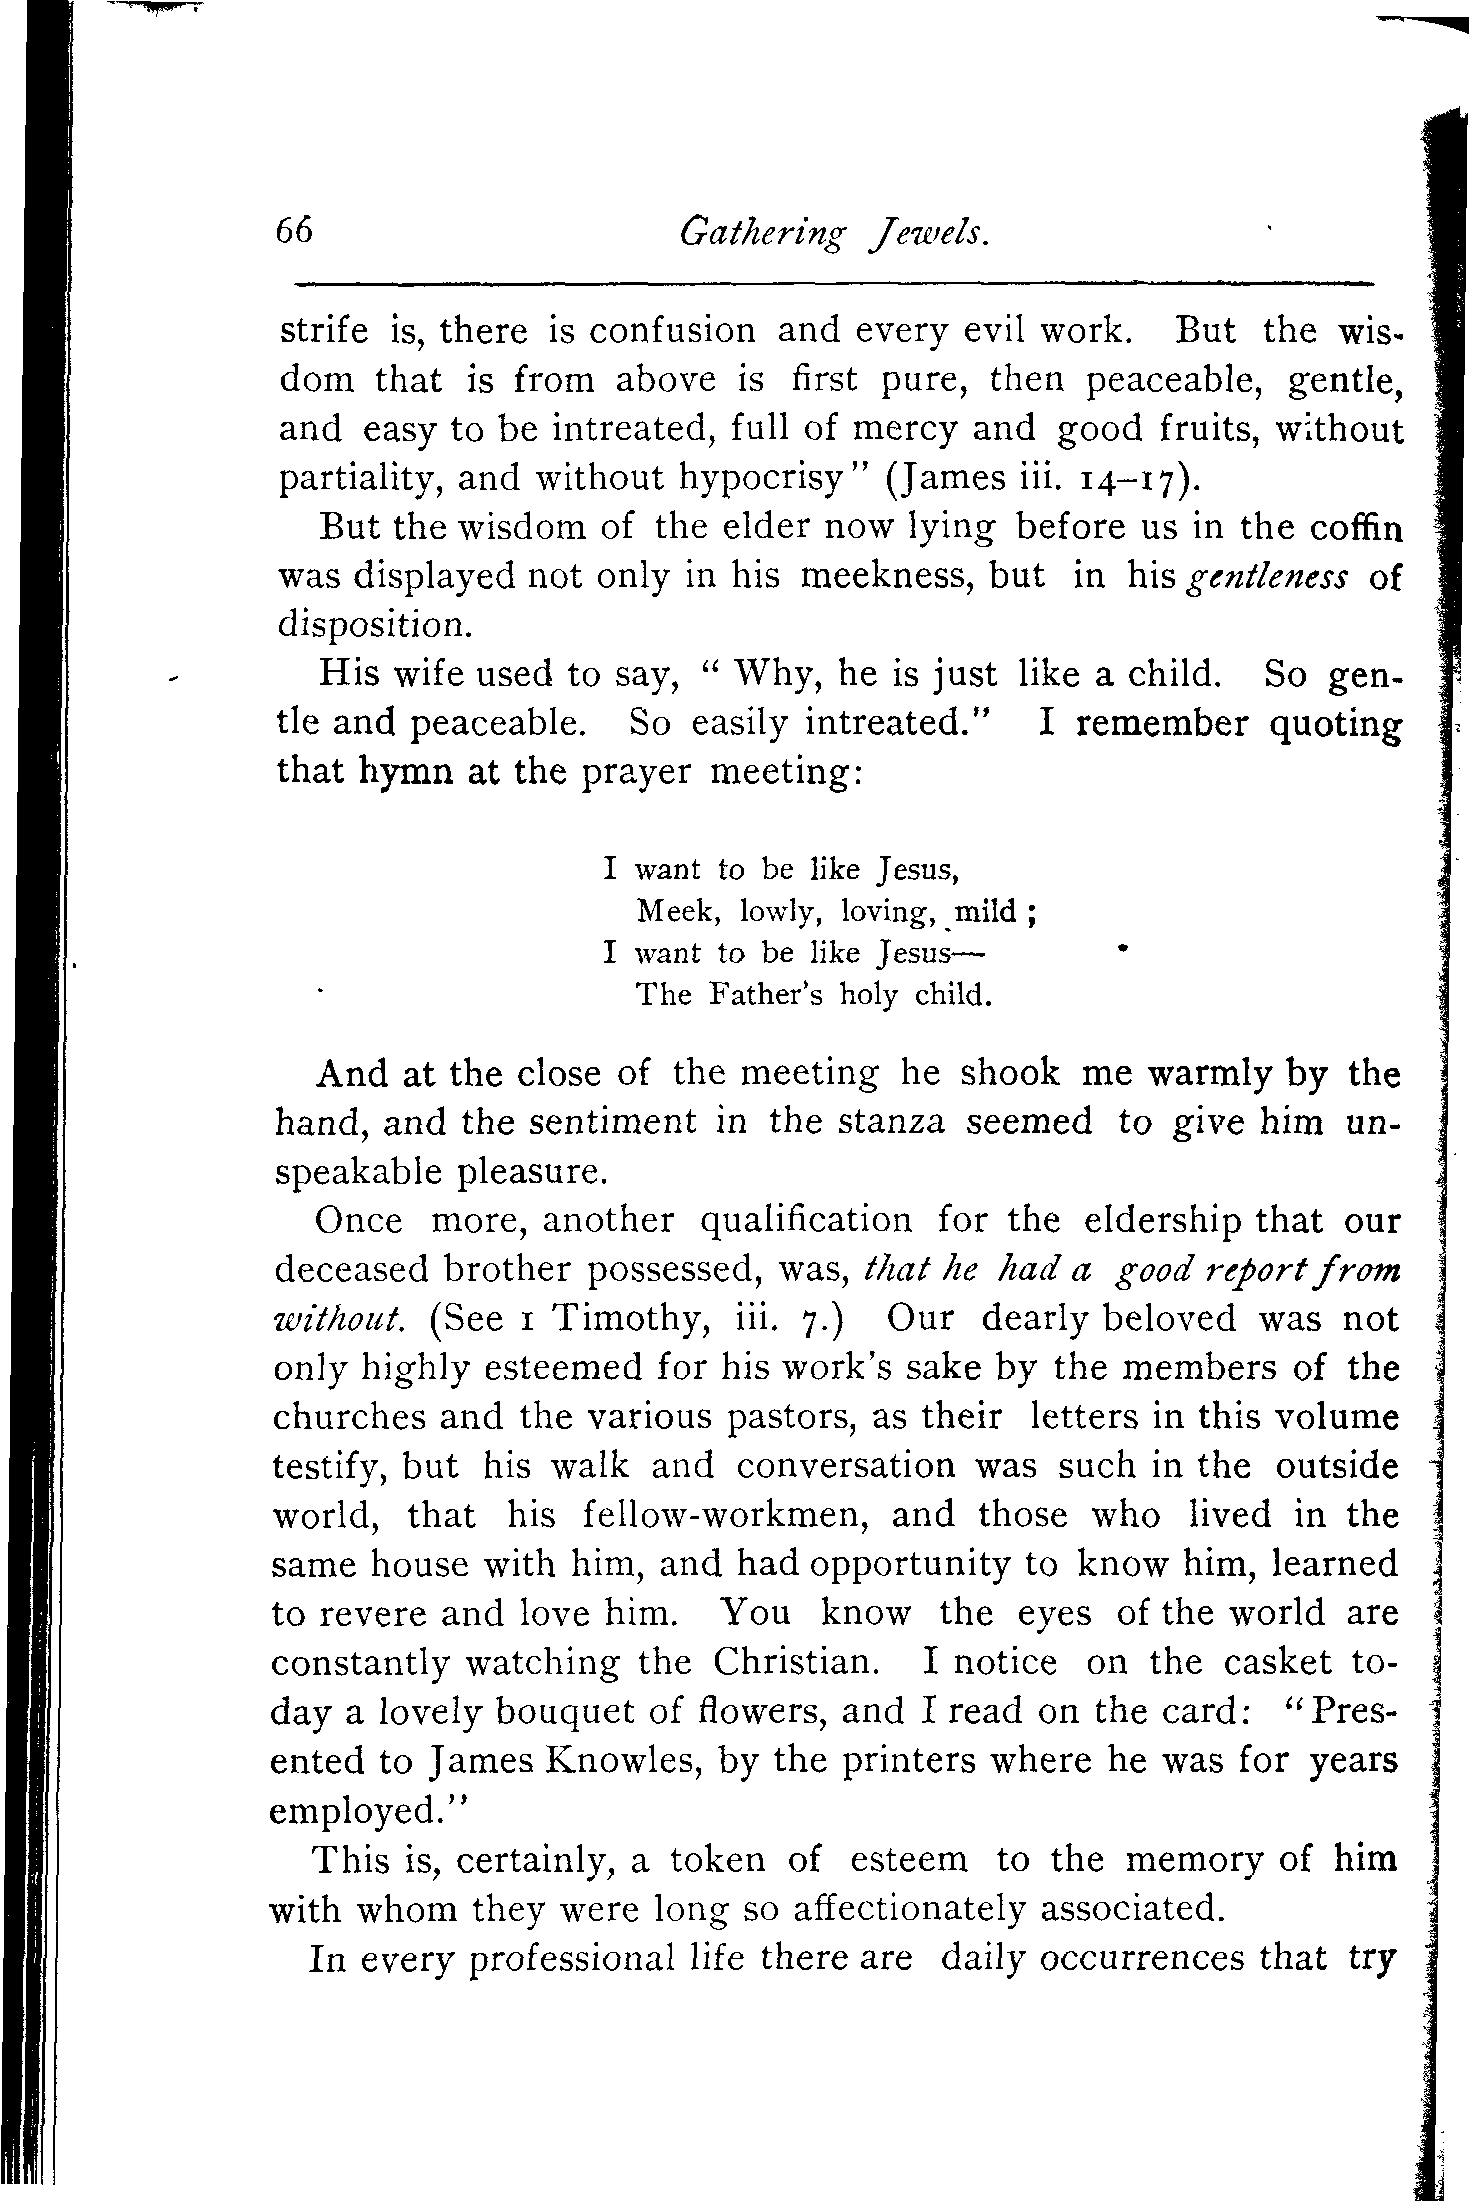 66 Gathering Jewels.
strife is, there is confusion and every evil work. But the wis-
dom that is from above is first pure, then peaceable, gentle,
and easy to be intreated, full of mercy and good fruits, without
partiality, and without hypocrisy" (James iii. 14–17).
But the wisdom of the elder now lying before us in the coffin
was displayed not only in his meekness, but in his gentleness of
disposition.
His wife used to say, "Why, he is just like a child. So gen-
tle and peaceable. So easily intreated." I remember quoting
that hymn at the prayer meeting:
I want to be like Jesus,
Meek, lowly, loving, mild;
I want to be like Jesus—
The Father's holy child.
And at the close of the meeting he shook me warmly by the
hand, and the sentiment in the stanza seemed to give him un-
speakable pleasure.
Once more, another qualification for the eldership that our
deceased brother possessed, was, that he had a good report from
without. (See 1 Timothy, iii. 7.) Our dearly beloved was not
only highly esteemed for his work's sake by the members of the
churches and the various pastors, as their letters in this volume
testify, but his walk and conversation was such in the outside
world, that his fellow-workmen, and those who lived in the
same house with him, and had opportunity to know him, learned
to revere and love him. You know the eyes of the world are
constantly watching the Christian. I notice on the casket to-
day a lovely bouquet of flowers, and I read on the card: "Pres-
ented to James Knowles, by the printers where he was for years
employed."
This is, certainly, a token of esteem to the memory of him
with whom they were long so affectionately associated.
In every professional life there are daily occurrences that try